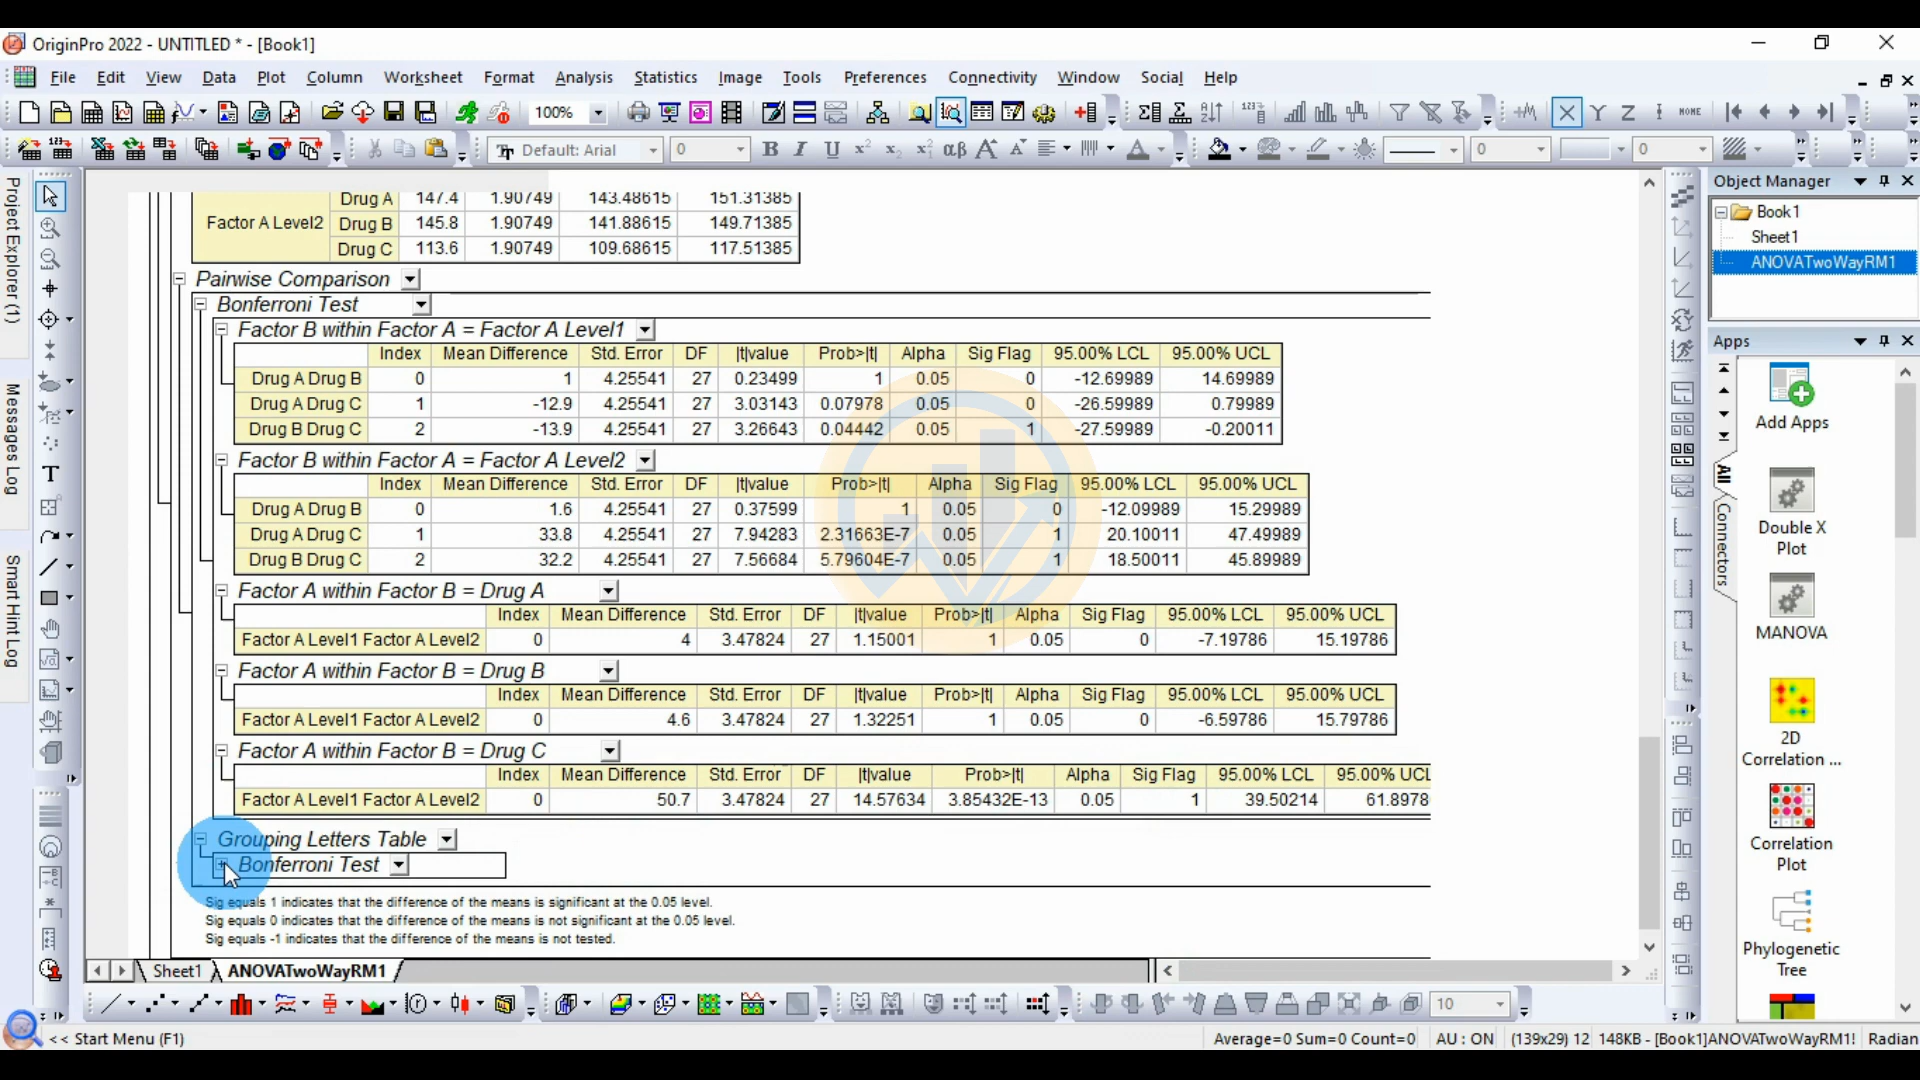 OriginPro 2022 - UNTITLED * - [Book1]
File Edit View Data Plot Column Worksheet Format Analysis Statistics Image Tools Preferences Connectivity Window Social Help
100% X Y Z HOME
Default: Arial 0 B I U x² x₂ αβ A A A 0 0
Project Explorer (1)
Messages Log
Smart Hint Log
Drug A 147.4 1.90749 143.48615 151.31385
Factor A Level2 Drug B 145.8 1.90749 141.88615 149.71385
Drug C 113.6 1.90749 109.68615 117.51385
Pairwise Comparison
Bonferroni Test
Factor B within Factor A = Factor A Level1
Index Mean Difference Std. Error DF |t|value Prob>|t| Alpha Sig Flag 95.00% LCL 95.00% UCL
Drug A Drug B 0 1 4.25541 27 0.23499 1 0.05 0 -12.69989 14.69989
Drug A Drug C 1 -12.9 4.25541 27 3.03143 0.07978 0.05 0 -26.59989 0.79989
Drug B Drug C 2 -13.9 4.25541 27 3.26643 0.04442 0.05 1 -27.59989 -0.20011
Factor B within Factor A = Factor A Level2
Index Mean Difference Std. Error DF |t|value Prob>|t| Alpha Sig Flag 95.00% LCL 95.00% UCL
Drug A Drug B 0 1.6 4.25541 27 0.37599 1 0.05 0 -12.09989 15.29989
Drug A Drug C 1 33.8 4.25541 27 7.94283 2.31663E-7 0.05 1 20.10011 47.49989
Drug B Drug C 2 32.2 4.25541 27 7.56684 5.79604E-7 0.05 1 18.50011 45.89989
Factor A within Factor B = Drug A
Index Mean Difference Std. Error DF |t|value Prob>|t| Alpha Sig Flag 95.00% LCL 95.00% UCL
Factor A Level1 Factor A Level2 0 4 3.47824 27 1.15001 1 0.05 0 -7.19786 15.19786
Factor A within Factor B = Drug B
Index Mean Difference Std. Error DF |t|value Prob>|t| Alpha Sig Flag 95.00% LCL 95.00% UCL
Factor A Level1 Factor A Level2 0 4.6 3.47824 27 1.32251 1 0.05 0 -6.59786 15.79786
Factor A within Factor B = Drug C
Index Mean Difference Std. Error DF |t|value Prob>|t| Alpha Sig Flag 95.00% LCL 95.00% UCL
Factor A Level1 Factor A Level2 0 50.7 3.47824 27 14.57634 3.85432E-13 0.05 1 39.50214 61.8978
Grouping Letters Table
Bonferroni Test
Sig equals 1 indicates that the difference of the means is significant at the 0.05 level.
Sig equals 0 indicates that the difference of the means is not significant at the 0.05 level.
Sig equals -1 indicates that the difference of the means is not tested.
Sheet1 ANOVATwoWayRM1
10
Object Manager
Book1
Sheet1
ANOVATwoWayRM1
Apps
All
Connectors
Add Apps
Double X
Plot
MANOVA
2D
Correlation ...
Correlation
Plot
Phylogenetic
Tree
<< Start Menu (F1) Average=0 Sum=0 Count=0 AU : ON (139x29) 12 148KB - [Book1]ANOVATwoWayRM1! Radian